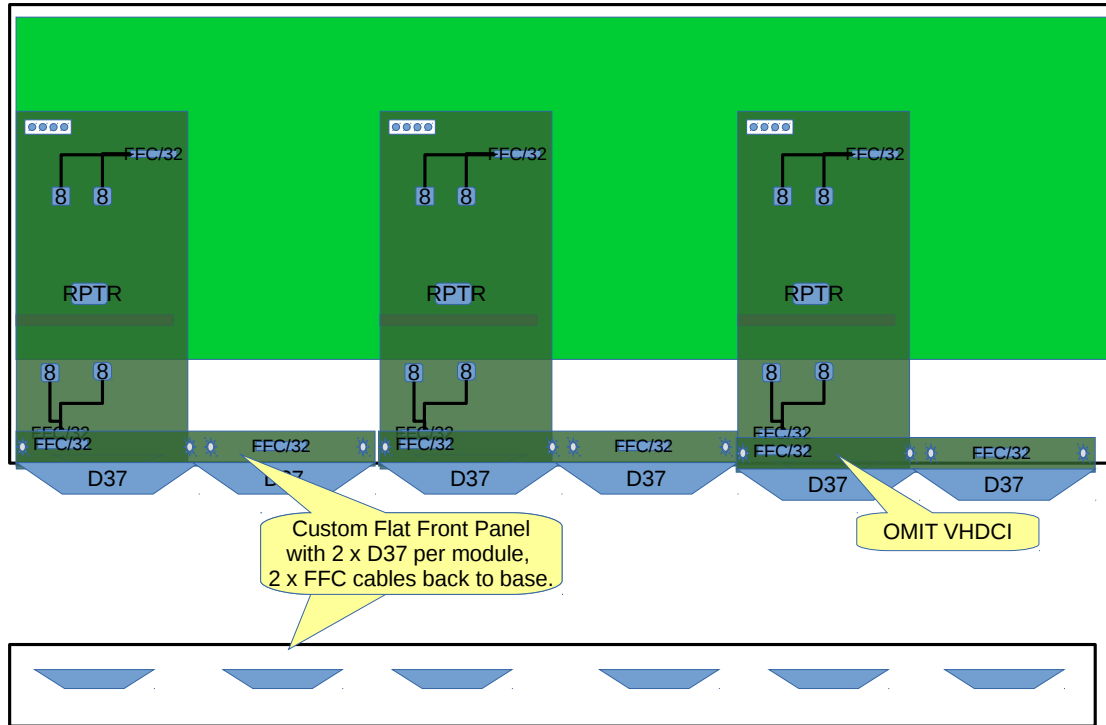 FFC/32 FFC/32 FFC/32
8 8 8 8 8 8
RPTR RPTR RPTR
8 8 8 8 8 8
FFC/32 FFC/32 FFC/32
FFC/32 FFC/32 FFC/32 FFC/32 FFC/32 FFC/32
D37 D37 D37 D37 D37 D37
Custom Flat Front Panel
with 2 x D37 per module,
2 x FFC cables back to base.
OMIT VHDCI